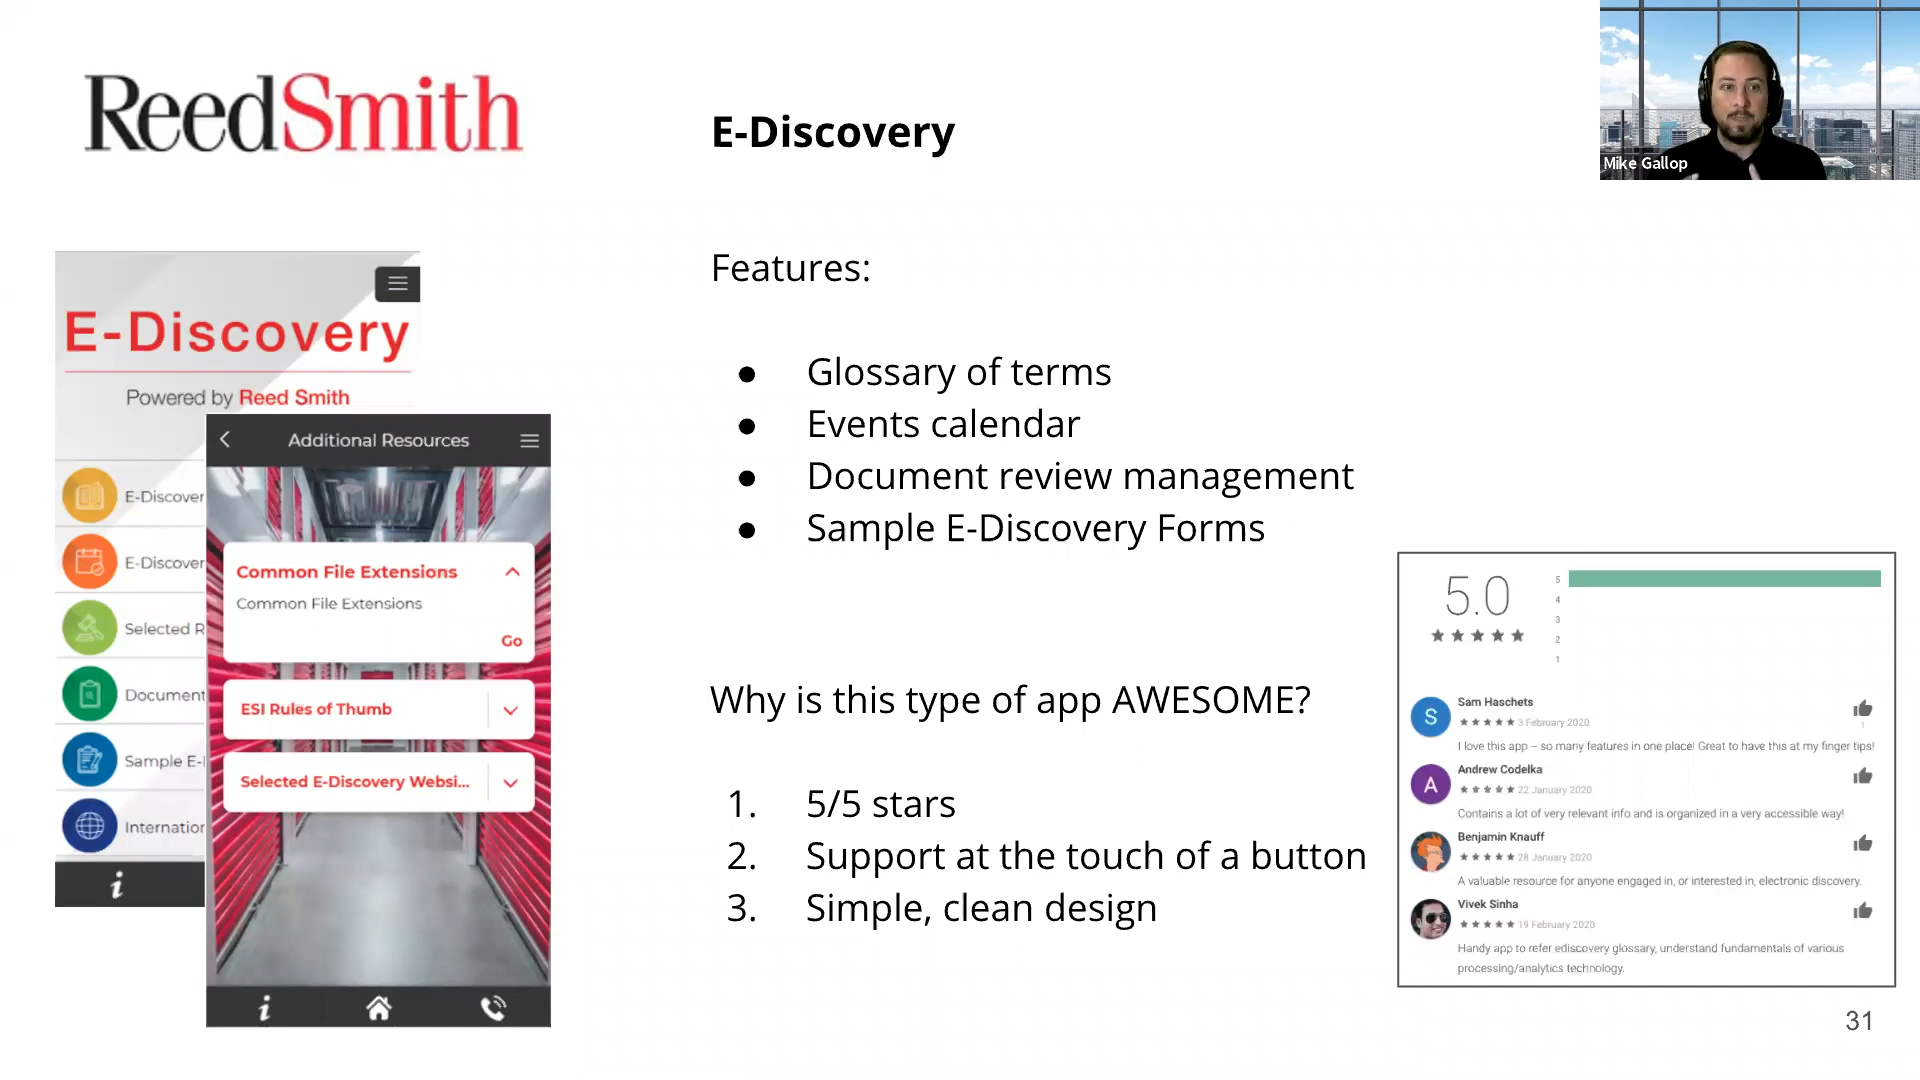 ReedSmith
E-Discovery
Mike Gallop
Features:
● Glossary of terms
● Events calendar
● Document review management
● Sample E-Discovery Forms
Why is this type of app AWESOME?
1. 5/5 stars
2. Support at the touch of a button
3. Simple, clean design
E-Discovery
Powered by Reed Smith
E-Discover
E-Discover
Selected R
Document
Sample E-
Internation
i
Additional Resources
Common File Extensions
Common File Extensions
Go
ESI Rules of Thumb
Selected E-Discovery Websi...
i
5.0
5
4
3
2
1
S
Sam Haschets
3 February 2020
1
I love this app – so many features in one place! Great to have this at my finger tips!
A
Andrew Codelka
22 January 2020
Contains a lot of very relevant info and is organized in a very accessible way!
Benjamin Knauff
28 January 2020
A valuable resource for anyone engaged in, or interested in, electronic discovery.
Vivek Sinha
19 February 2020
Handy app to refer ediscovery glossary, understand fundamentals of various
processing/analytics technology.
31